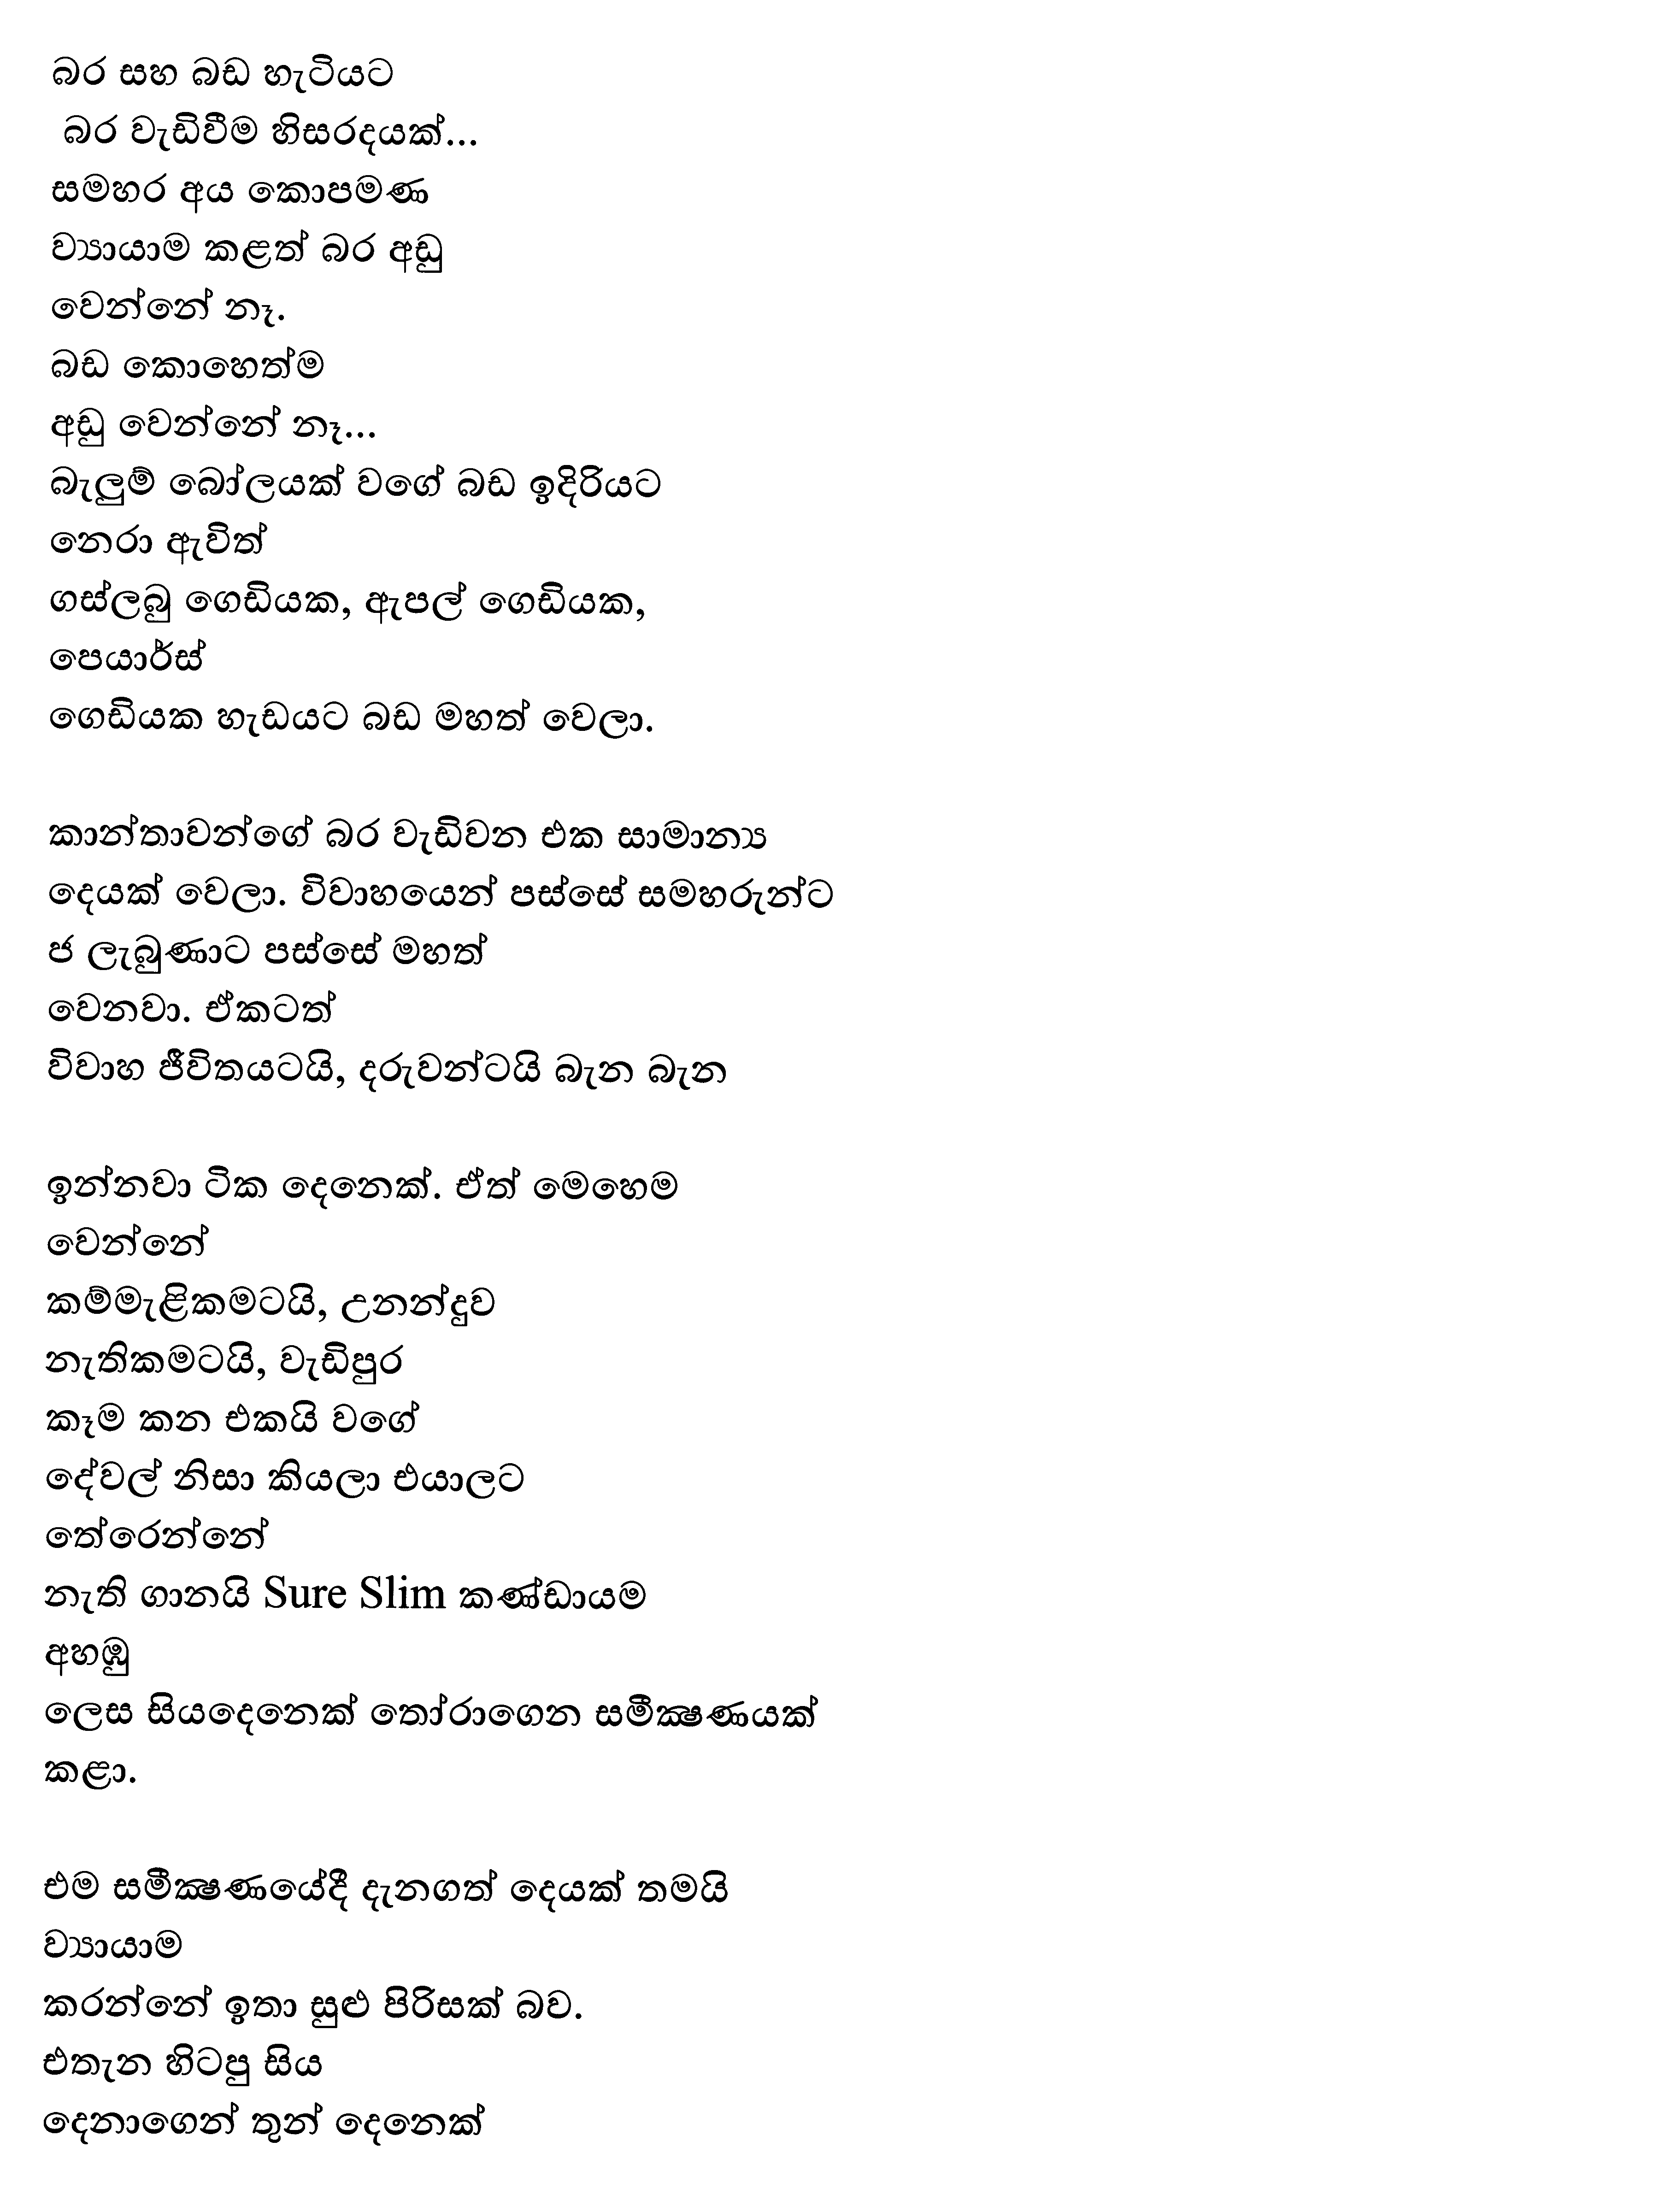 බර සහ බඩ හැටියට
බර වැඩිවීම හිසරදයක්...
සමහර අය කොපමණ
ව්‍යායාම කළත් බර අඩු
වෙන්නේ නෑ.
බඩ කොහෙත්ම
අඩු වෙන්නේ නෑ...
බැලුම් බෝලයක් වගේ බඩ ඉදිරියට
නෙරා ඇවිත්
ගස්ලබු ගෙඩියක, ඇපල් ගෙඩියක,
පෙයාර්ස්
ගෙඩියක හැඩයට බඩ මහත් වෙලා.
කාන්තාවන්ගේ බර වැඩිවන එක සාමාන්‍ය
දෙයක් වෙලා. විවාහයෙන් පස්සේ සමහරුන්ට
ජ ලැබුණාට පස්සේ මහත්
වෙනවා. ඒකටත්
විවාහ ජීවිතයටයි, දරුවන්ටයි බැන බැන
ඉන්නවා ටික දෙනෙක්. ඒත් මෙහෙම
වෙන්නේ
කම්මැළිකමටයි, උනන්දුව
නැතිකමටයි, වැඩිපුර
කෑම කන එකයි වගේ
දේවල් නිසා කියලා එයාලට
තේරෙන්නේ
නැති ගානයි Sure Slim කණ්ඩායම
අහඹු
ලෙස සියදෙනෙක් තෝරාගෙන සමීක්‍ෂණයක්
කළා.
එම සමීක්‍ෂණයේදී දැනගත් දෙයක් තමයි
ව්‍යායාම
කරන්නේ ඉතා සුළු පිරිසක් බව.
එතැන හිටපු සිය
දෙනාගෙන් තුන් දෙනෙක්